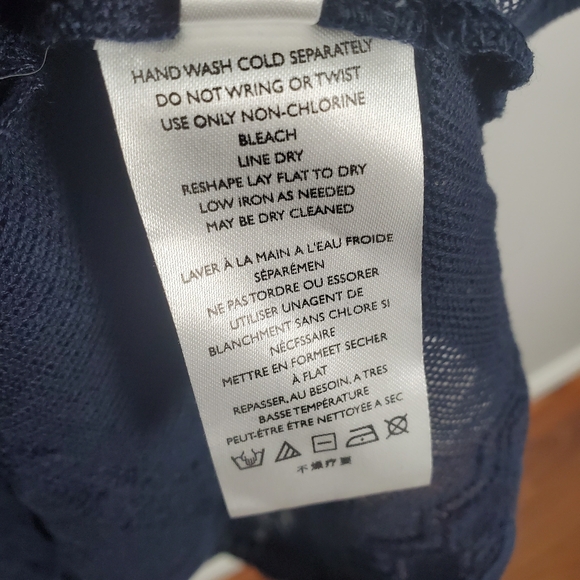 HAND WASH COLD SEPARATELY
DO NOT WRING OR TWIST
USE ONLY NON-CHLORINE
BLEACH
LINE DRY
RESHAPE LAY FLAT TO DRY
LOW IRON AS NEEDED
MAY BE DRY CLEANED
LAVER À LA MAIN A L'EAU FROIDE
SÉPARÉMEN
NE PAS TORDRE OU ESSORER
UTILISER UNAGENT DE
BLANCHMENT SANS CHLORE SI
NÉCFSSAIRE
METTRE EN FORMEET SECHER
À FLAT
REPASSER, AU BESOIN, A TRES
BASSE TEMPÉRATURE
PEUT-ÊTRE ÊTRE NETTOYÉE A SEC
不